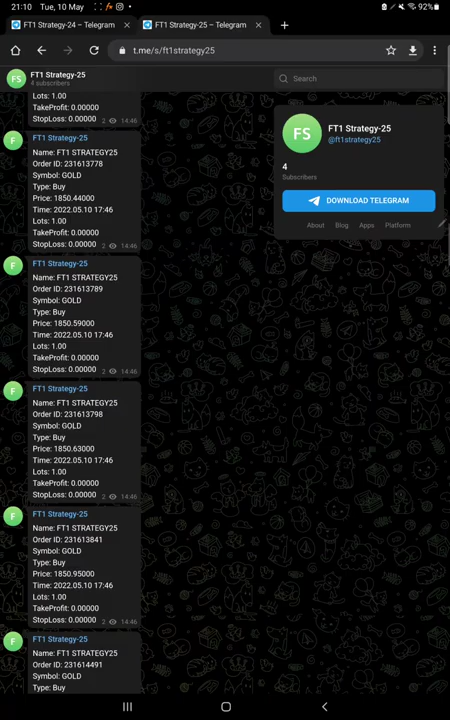 21:10 Tue, 10 May 92%
FT1 Strategy-24 – Telegram
FT1 Strategy-25 – Telegram
t.me/s/ft1strategy25
FS
FT1 Strategy-25
4 subscribers
Search
Lots: 1.00
TakeProfit: 0.00000
StopLoss: 0.00000
2 14:46
F
FT1 Strategy-25
Name: FT1 STRATEGY25
Order ID: 231613778
Symbol: GOLD
Type: Buy
Price: 1850.44000
Time: 2022.05.10 17:46
Lots: 1.00
TakeProfit: 0.00000
StopLoss: 0.00000
2 14:46
F
FT1 Strategy-25
Name: FT1 STRATEGY25
Order ID: 231613789
Symbol: GOLD
Type: Buy
Price: 1850.59000
Time: 2022.05.10 17:46
Lots: 1.00
TakeProfit: 0.00000
StopLoss: 0.00000
2 14:46
F
FT1 Strategy-25
Name: FT1 STRATEGY25
Order ID: 231613798
Symbol: GOLD
Type: Buy
Price: 1850.63000
Time: 2022.05.10 17:46
Lots: 1.00
TakeProfit: 0.00000
StopLoss: 0.00000
2 14:46
F
FT1 Strategy-25
Name: FT1 STRATEGY25
Order ID: 231613841
Symbol: GOLD
Type: Buy
Price: 1850.95000
Time: 2022.05.10 17:46
Lots: 1.00
TakeProfit: 0.00000
StopLoss: 0.00000
2 14:46
F
FT1 Strategy-25
Name: FT1 STRATEGY25
Order ID: 231614491
Symbol: GOLD
Type: Buy
FS
FT1 Strategy-25
@ft1strategy25
4
Subscribers
DOWNLOAD TELEGRAM
About Blog Apps Platform